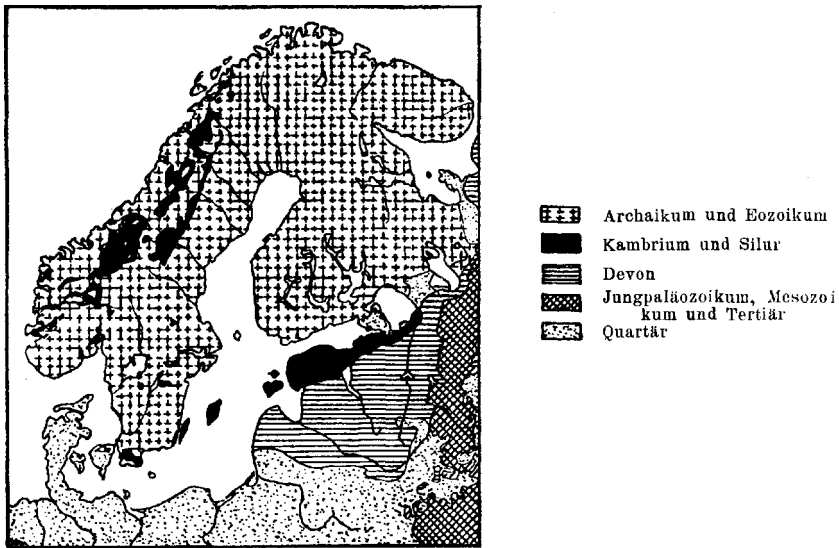 Archaikum und Eozoikum
Kambrium und Silur
Devon
Jungpaläozoikum, Mesozoi
kum und Tertiär
Quartär